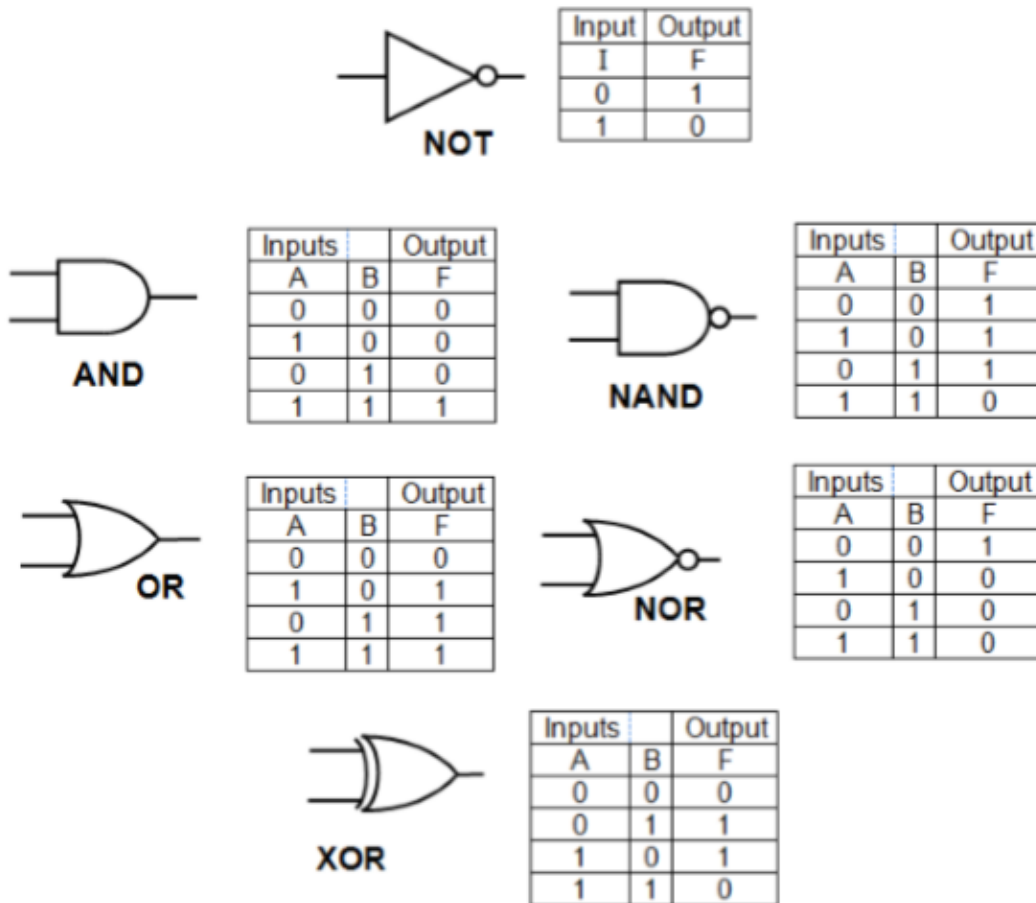 Input Output
I F
0 1
1 0
NOT
Inputs Output
A B F
0 0 0
1 0 0
0 1 0
1 1 1
AND
Inputs Output
A B F
0 0 1
1 0 1
0 1 1
1 1 0
NAND
Inputs Output
A B F
0 0 0
1 0 1
0 1 1
1 1 1
OR
Inputs Output
A B F
0 0 1
1 0 0
0 1 0
1 1 0
NOR
Inputs Output
A B F
0 0 0
0 1 1
1 0 1
1 1 0
XOR